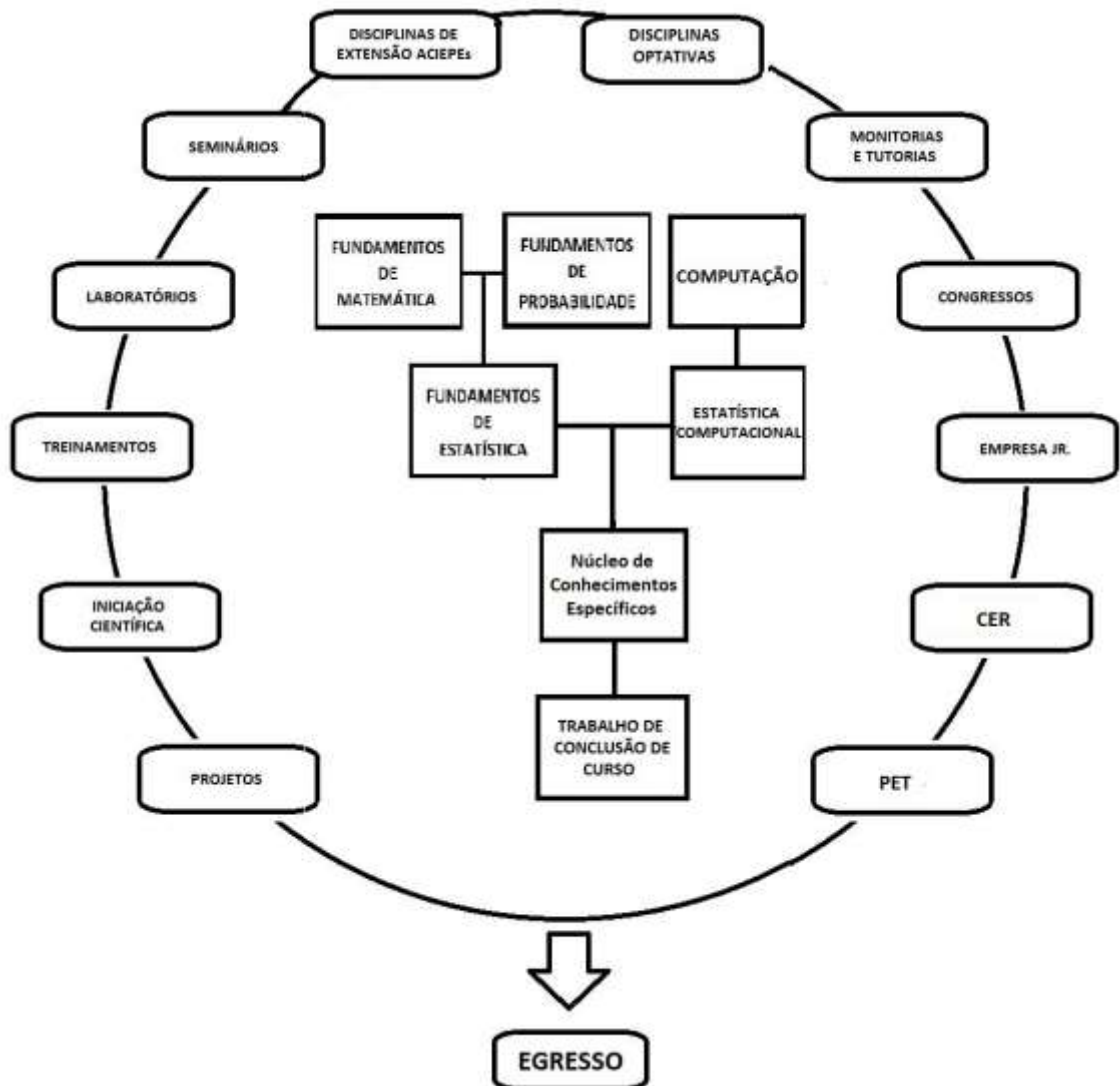 DISCIPLINAS DE
EXTENSÃO ACIEPEs
DISCIPLINAS
OPTATIVAS
SEMINÁRIOS
MONITORIAS
E TUTORIAS
FUNDAMENTOS
DE
MATEMÁTICA
FUNDAMENTOS
DE
PROBABILIDADE
COMPUTAÇÃO
LABORATÓRIOS
CONGRESSOS
FUNDAMENTOS
DE
ESTATÍSTICA
ESTATÍSTICA
COMPUTACIONAL
TREINAMENTOS
EMPRESA JR.
Núcleo de
Conhecimentos
Específicos
INICIAÇÃO
CIENTÍFICA
CER
TRABALHO DE
CONCLUSÃO DE
CURSO
PROJETOS
PET
EGRESSO